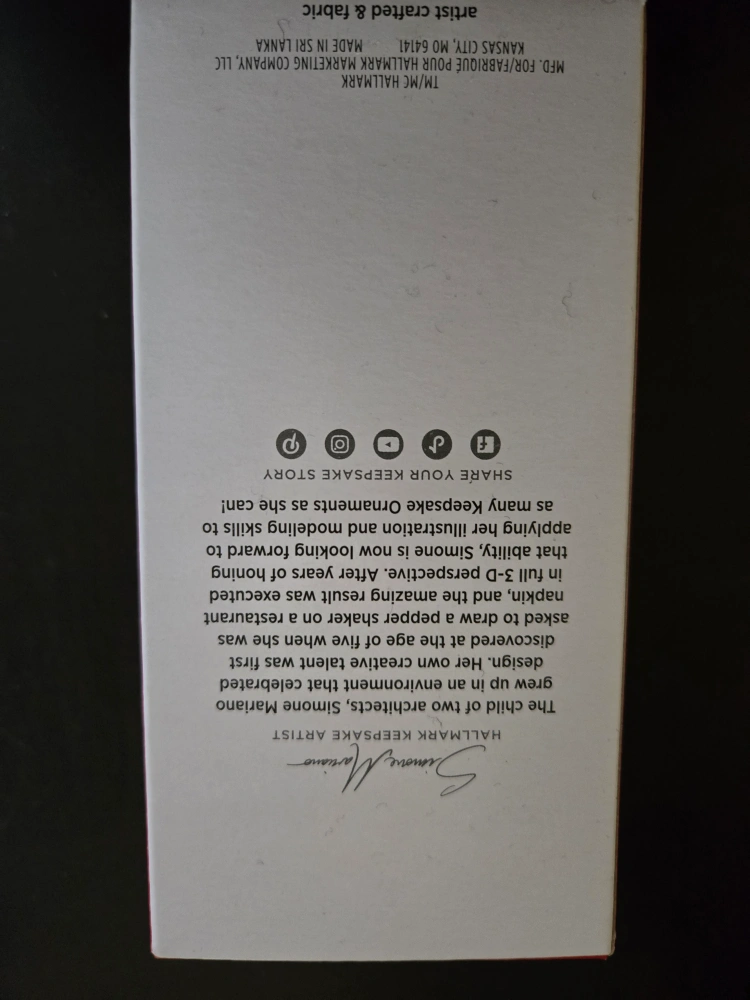 Simone Mariano
HALLMARK KEEPSAKE ARTIST
The child of two architects, Simone Mariano
grew up in an environment that celebrated
design. Her own creative talent was first
discovered at the age of five when she was
asked to draw a pepper shaker on a restaurant
napkin, and the amazing result was executed
in full 3-D perspective. After years of honing
that ability, Simone is now looking forward to
applying her illustration and modeling skills to
as many Keepsake Ornaments as she can!
SHARE YOUR KEEPSAKE STORY
TM/MC HALLMARK
MFD. FOR/FABRIQUÉ POUR HALLMARK MARKETING COMPANY, LLC
KANSAS CITY, MO 64141 MADE IN SRI LANKA
artist crafted & fabric